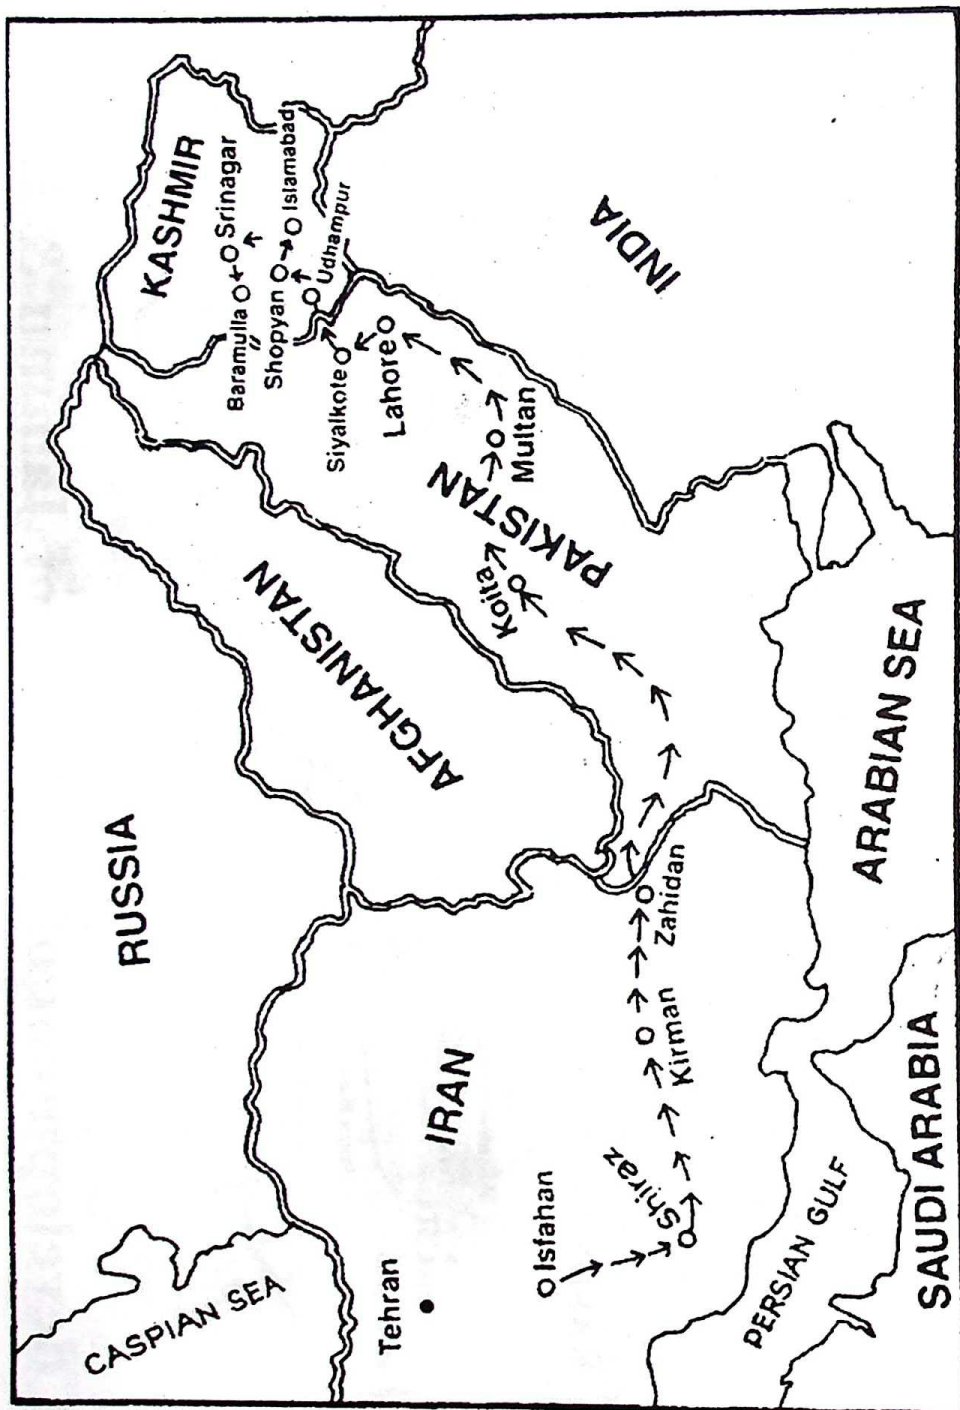 RUSSIA
KASHMIR
Baramulla
Srinagar
Shopyan
Islamabad
Udhampur
Siyalkote
Lahore
AFGHANISTAN
INDIA
Multan
PAKISTAN
Koita
CASPIAN SEA
Tehran
IRAN
Isfahan
Shiraz
Kirman
Zahidan
PERSIAN GULF
ARABIAN SEA
SAUDI ARABIA